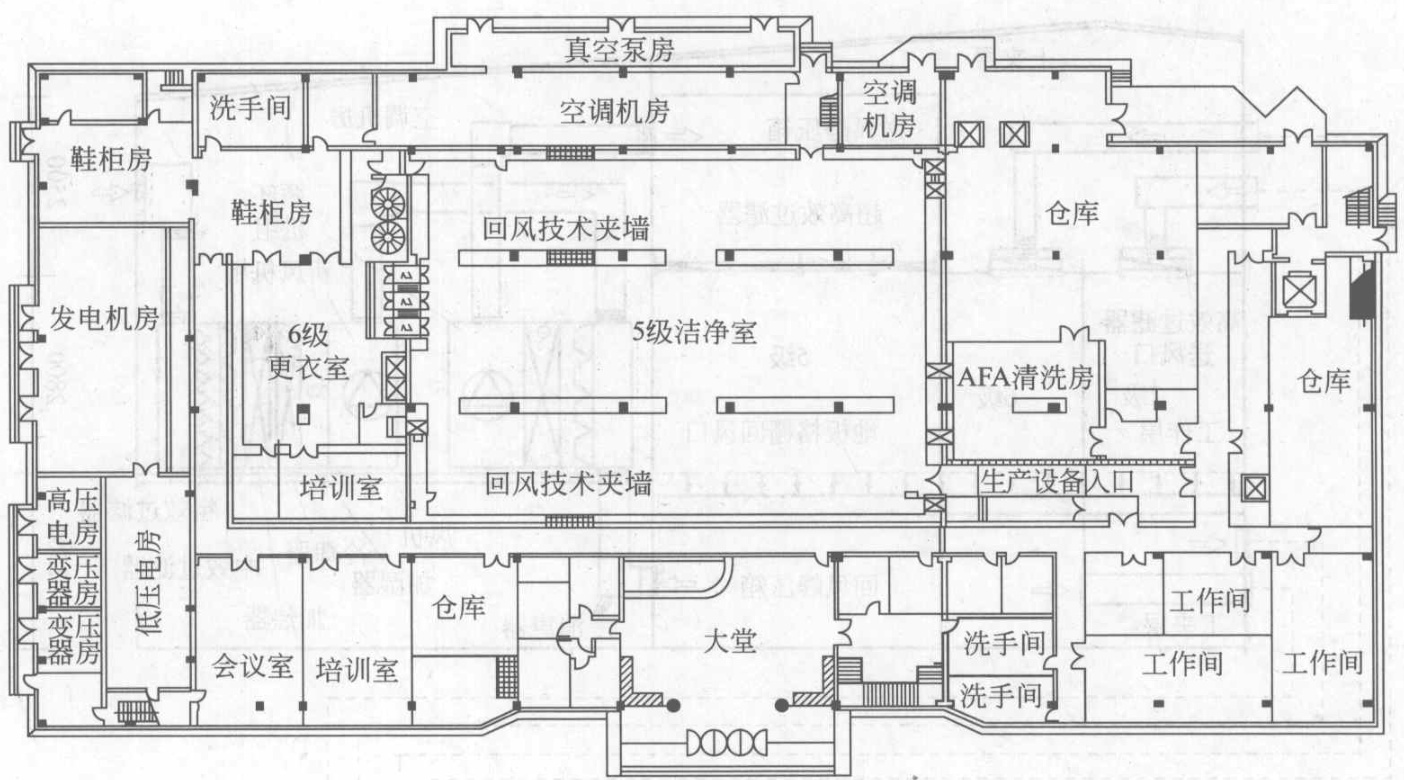 真空泵房
洗手间
空调机房
空调
机房
鞋柜房
鞋柜房
回风技术夹墙
仓库
发电机房
6级
更衣室
5级洁净室
AFA清洗房
仓库
培训室
回风技术夹墙
生产设备入口
高压
电房
变压
器房
变压
器房
低压电房
仓库
大堂
会议室
培训室
洗手间
洗手间
工作间
工作间
工作间